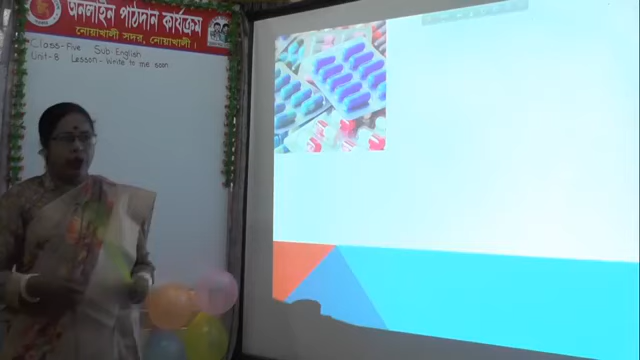 অনলাইন পাঠদান কার্যক্রম
নোয়াখালী সদর, নোয়াখালী।
Class-Five Sub-English
Unit-8 Lesson- Write to me soon